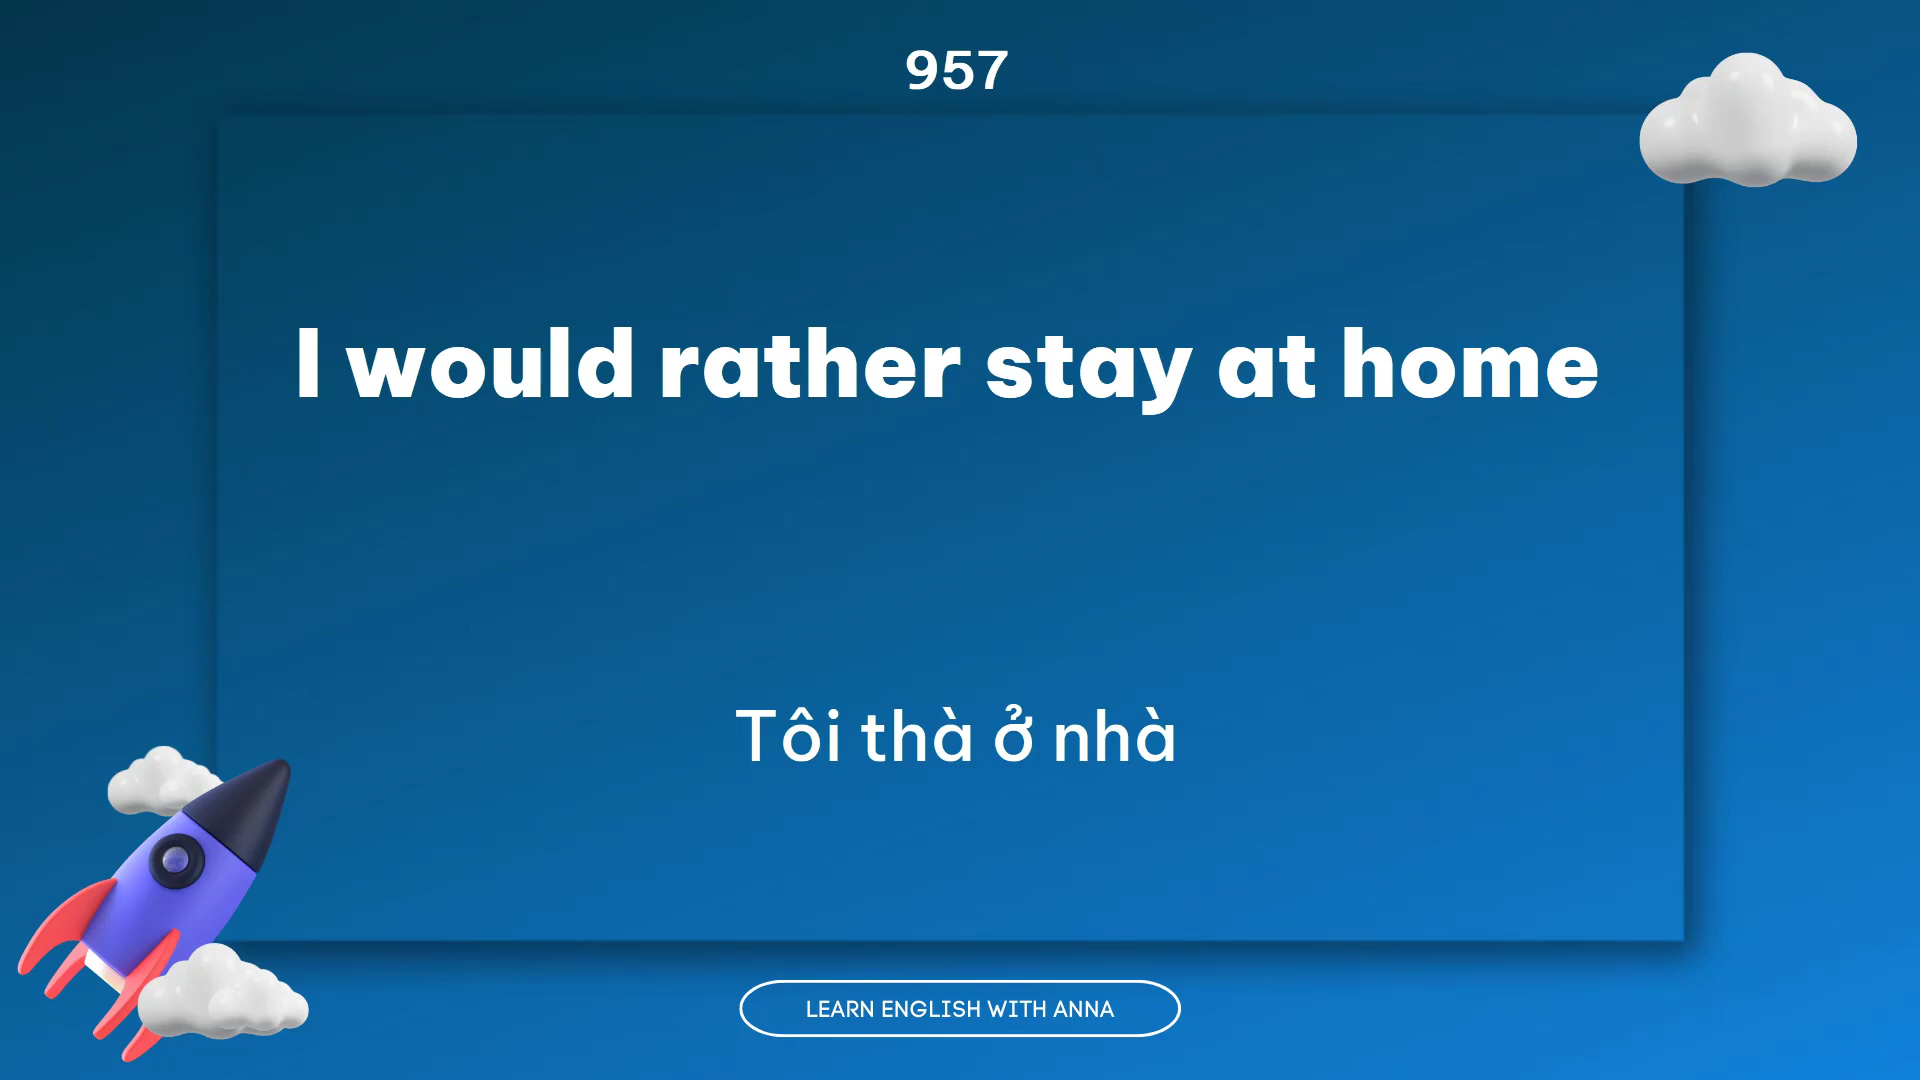 957
I would rather stay at home
Tôi thà ở nhà
LEARN ENGLISH WITH ANNA